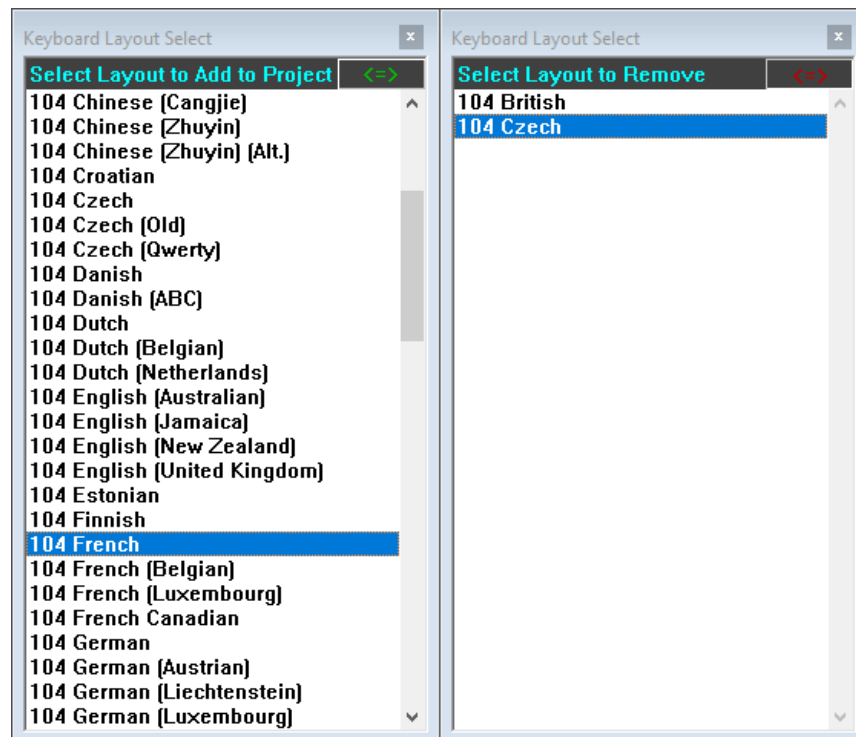 Keyboard Layout Select
x
Select Layout to Add to Project
<=>
104 Chinese (Cangjie)
104 Chinese (Zhuyin)
104 Chinese (Zhuyin) (Alt.)
104 Croatian
104 Czech
104 Czech (Old)
104 Czech (Qwerty)
104 Danish
104 Danish (ABC)
104 Dutch
104 Dutch (Belgian)
104 Dutch (Netherlands)
104 English (Australian)
104 English (Jamaica)
104 English (New Zealand)
104 English (United Kingdom)
104 Estonian
104 Finnish
104 French
104 French (Belgian)
104 French (Luxembourg)
104 French Canadian
104 German
104 German (Austrian)
104 German (Liechtenstein)
104 German (Luxembourg)
Keyboard Layout Select
x
Select Layout to Remove
<=>
104 British
104 Czech